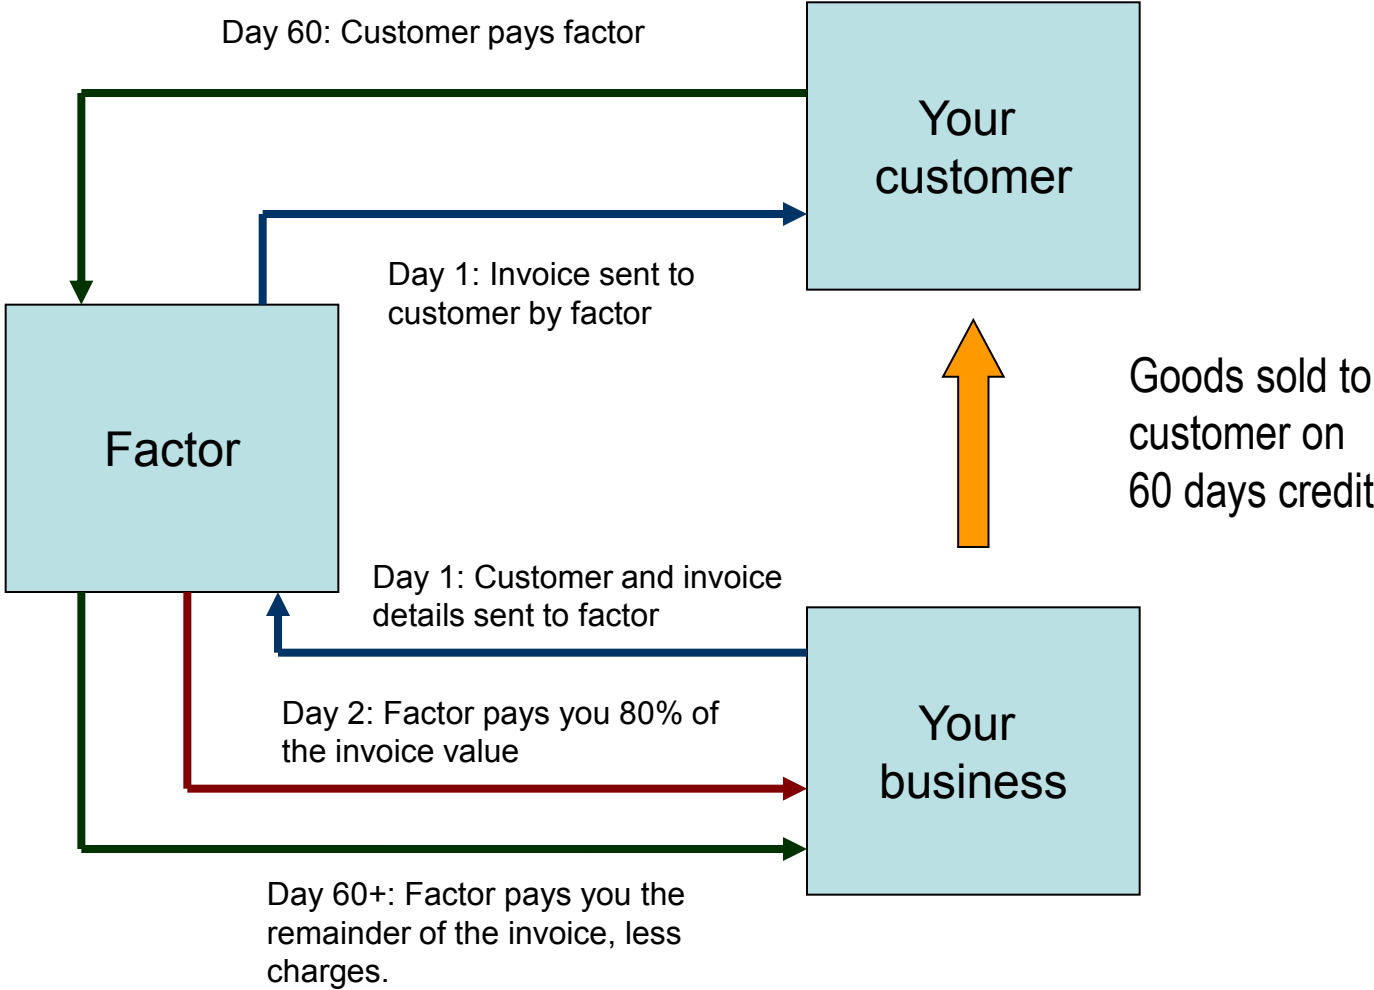 Day 60: Customer pays factor
Your
customer
Day 1: Invoice sent to
customer by factor
Goods sold to
customer on
60 days credit
Factor
Day 1: Customer and invoice
details sent to factor
Day 2: Factor pays you 80% of
the invoice value
Your
business
Day 60+: Factor pays you the
remainder of the invoice, less
charges.